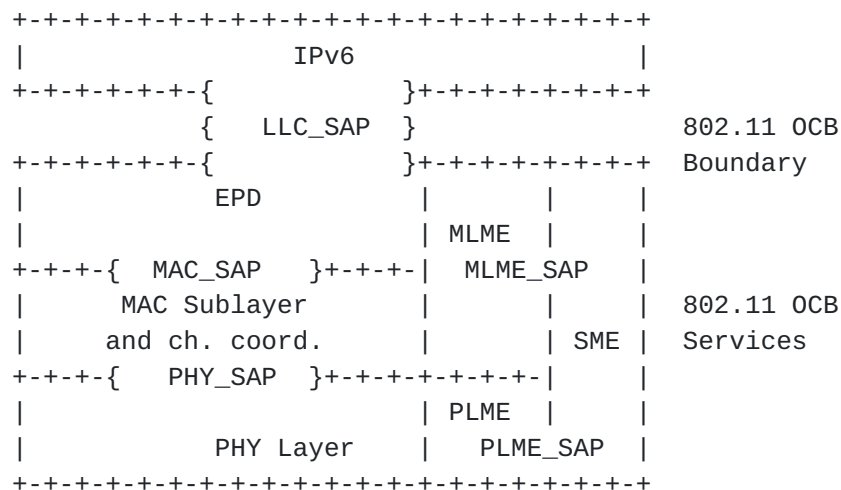 +-+-+-+-+-+-+-+-+-+-+-+-+-+-+-+-+-+-+-+-+
|                 IPv6                  |
+-+-+-+-+-+-{            }+-+-+-+-+-+-+-+
            {   LLC_SAP  }                 802.11 OCB
+-+-+-+-+-+-{            }+-+-+-+-+-+-+-+  Boundary
|            EPD          |       |     |
|                         | MLME  |     |
+-+-+-{  MAC_SAP   }+-+-+-|  MLME_SAP   |
|      MAC Sublayer       |       |     |  802.11 OCB
|     and ch. coord.      |       | SME |  Services
+-+-+-{   PHY_SAP  }+-+-+-+-+-+-+-|     |
|                         | PLME  |     |
|            PHY Layer    |   PLME_SAP  |
+-+-+-+-+-+-+-+-+-+-+-+-+-+-+-+-+-+-+-+-+